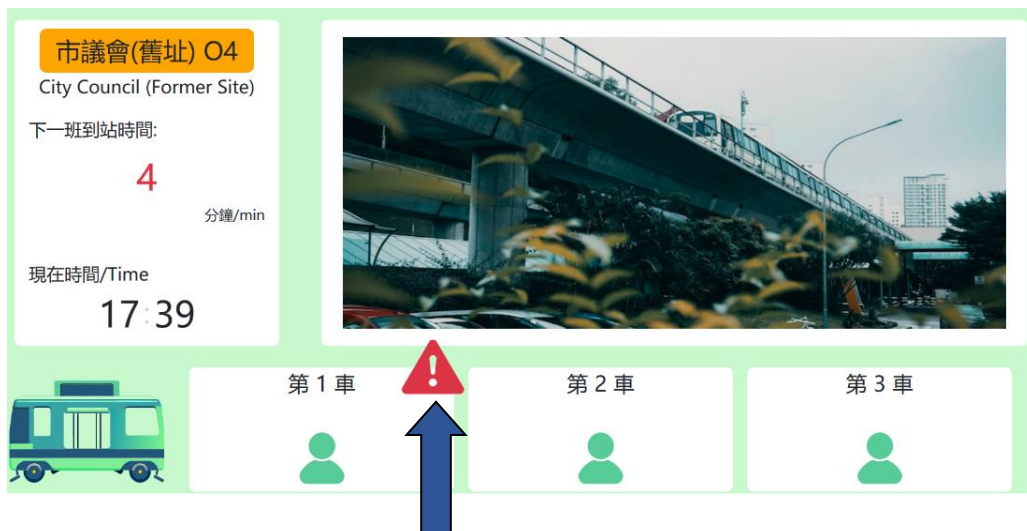 市議會(舊址) O4
City Council (Former Site)
下一班到站時間:
4
分鐘/min
現在時間/Time
17:39
第 1 車
第 2 車
第 3 車